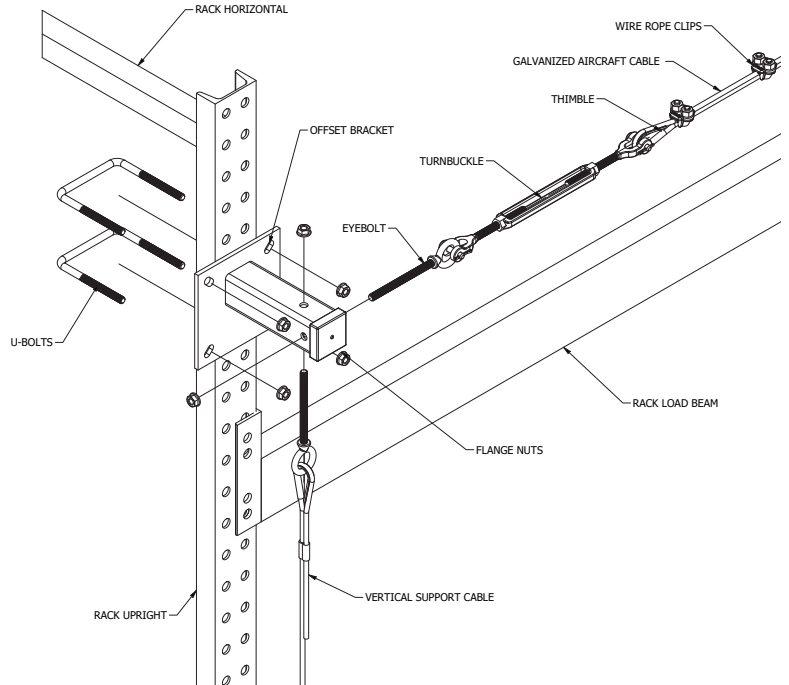 RACK HORIZONTAL
WIRE ROPE CLIPS
GALVANIZED AIRCRAFT CABLE
THIMBLE
OFFSET BRACKET
TURNBUCKLE
EYEBOLT
U-BOLTS
RACK LOAD BEAM
FLANGE NUTS
VERTICAL SUPPORT CABLE
RACK UPRIGHT